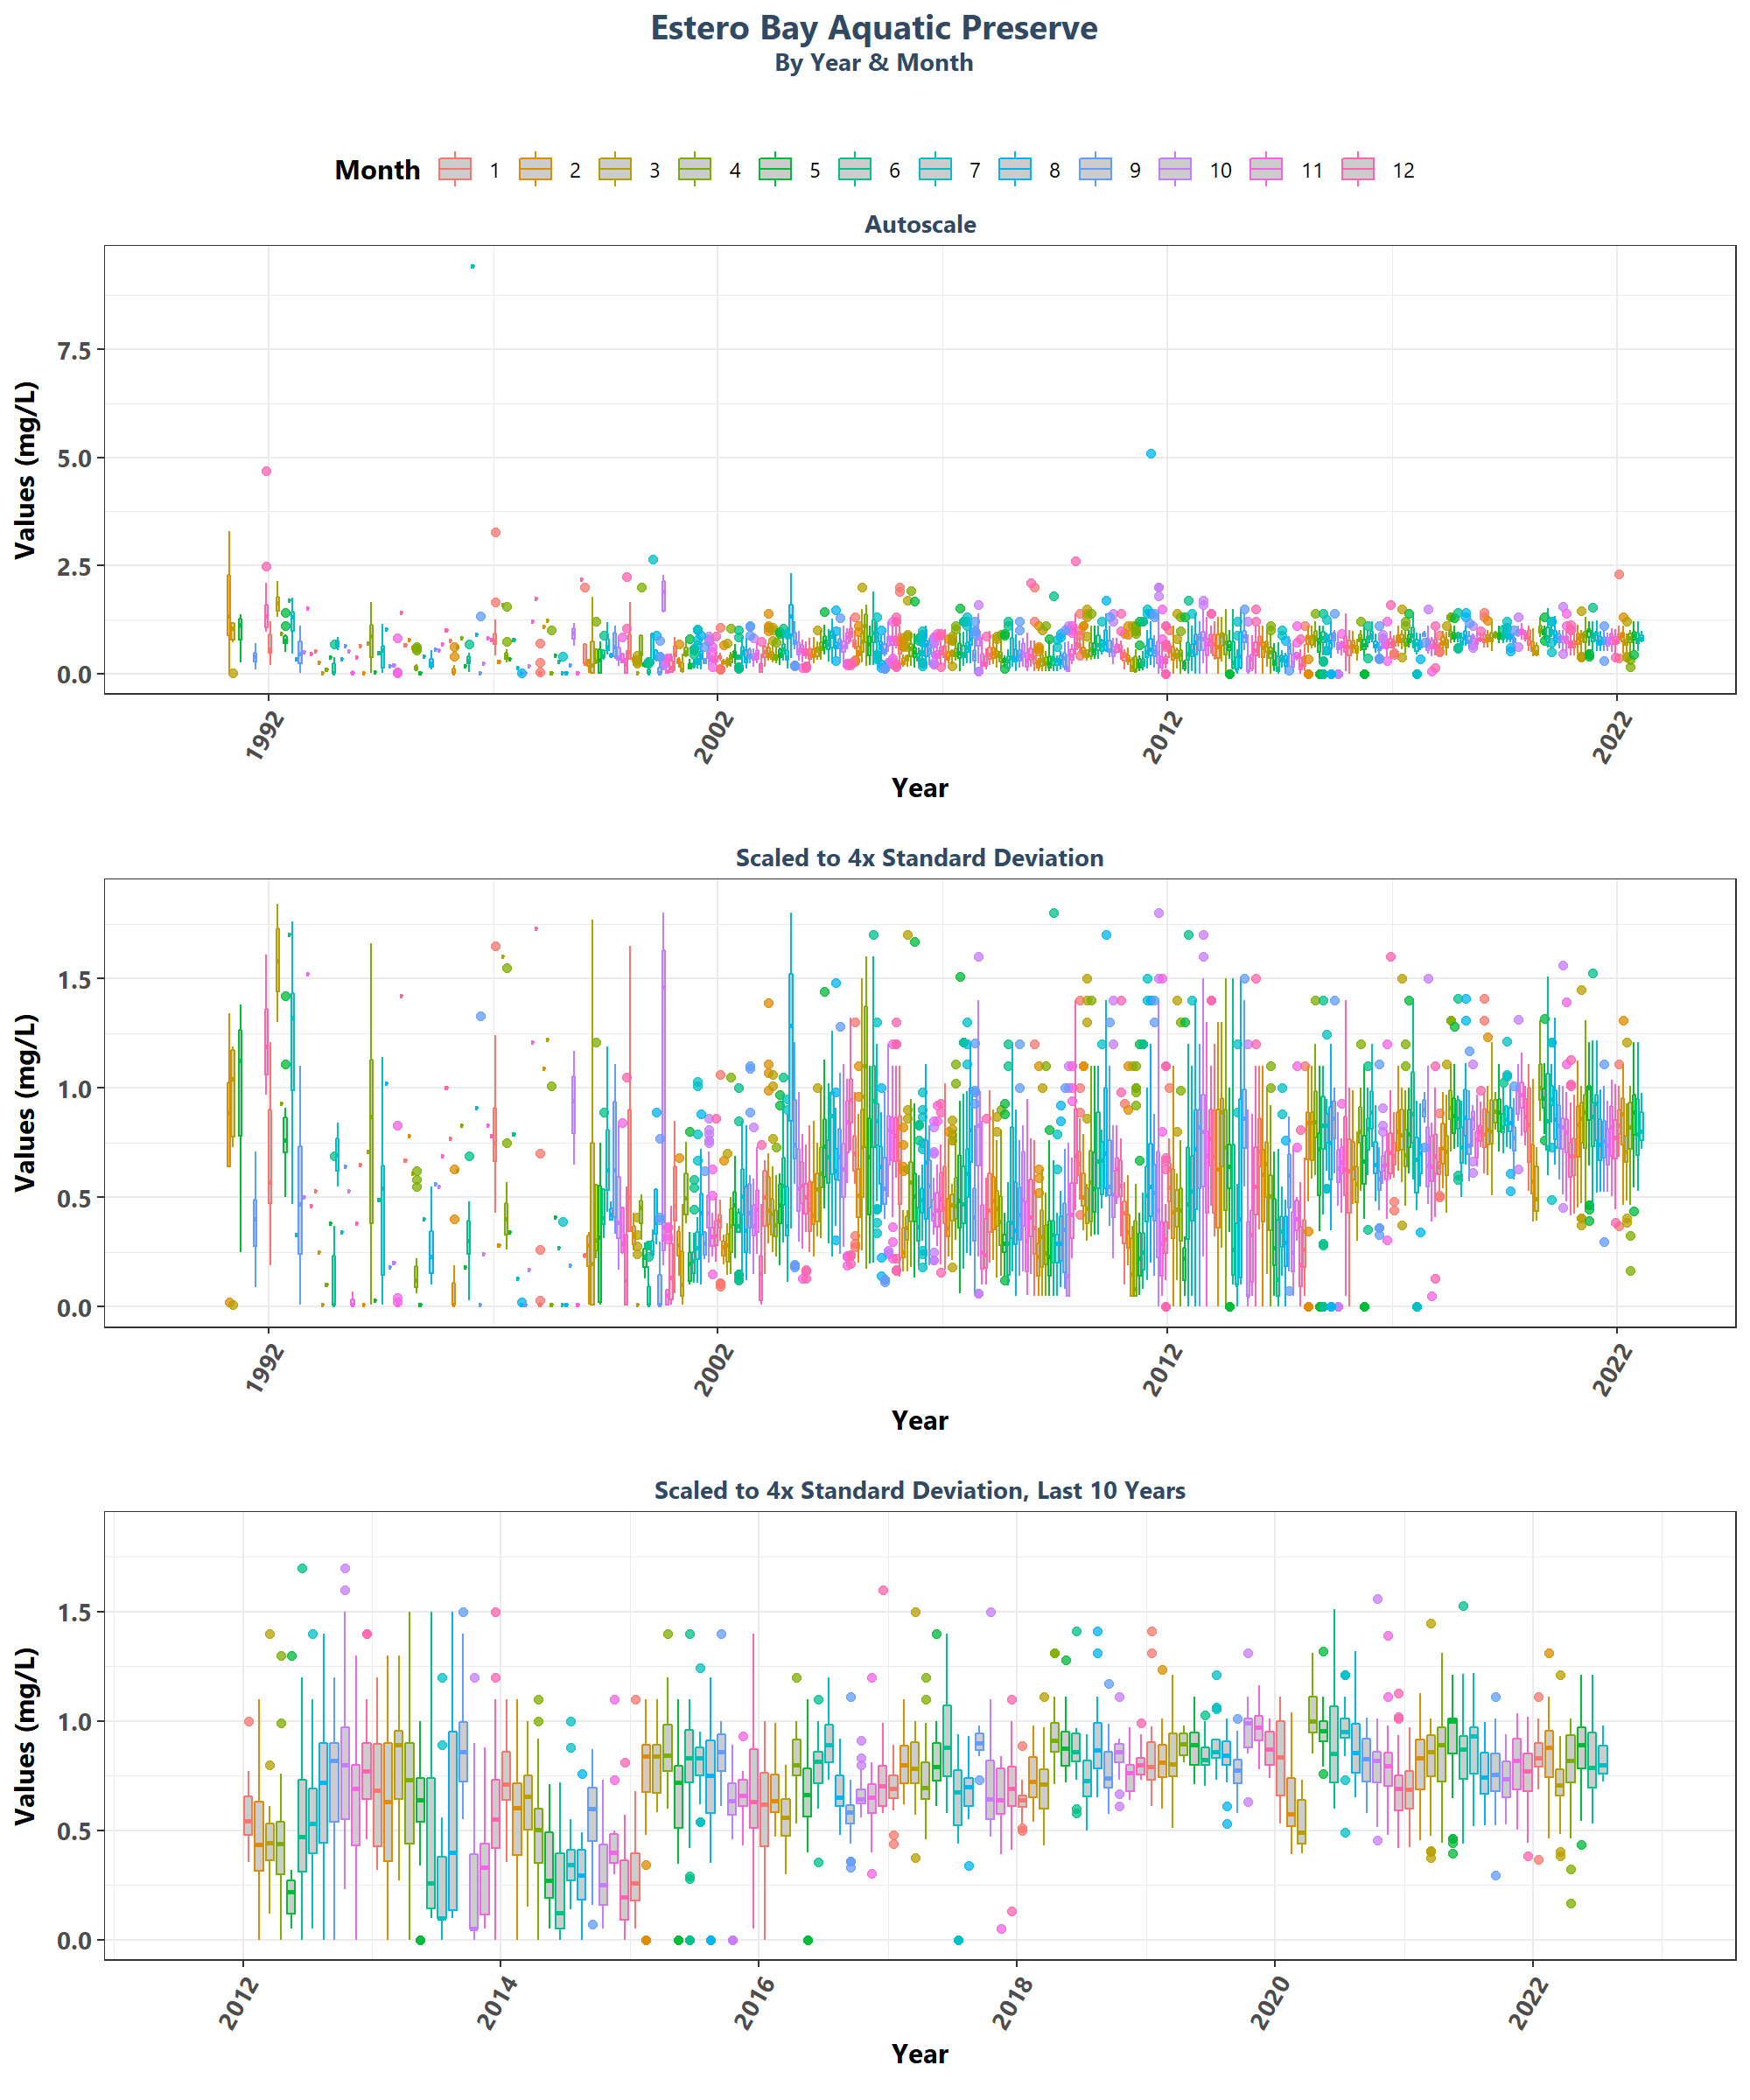 Estero Bay Aquatic Preserve
By Year & Month
Month 1 2 3 4 5 6 7 8 9 10 11 12
Autoscale
Values (mg/L)
7.5
5.0
2.5
0.0
1992 2002 2012 2022
Year
Scaled to 4x Standard Deviation
Values (mg/L)
1.5
1.0
0.5
0.0
1992 2002 2012 2022
Year
Scaled to 4x Standard Deviation, Last 10 Years
Values (mg/L)
1.5
1.0
0.5
0.0
2012 2014 2016 2018 2020 2022
Year